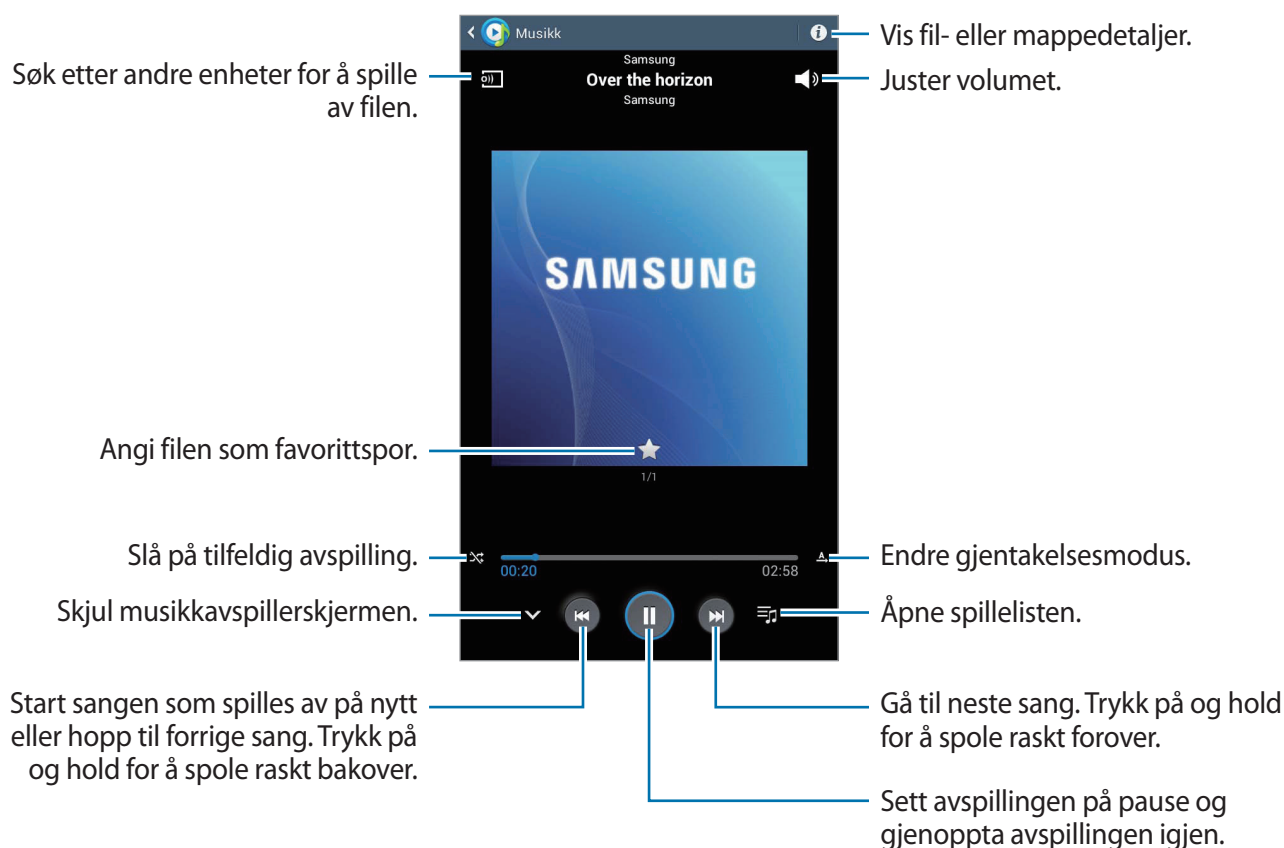 Musikk
Vis fil- eller mappedetaljer.
Søk etter andre enheter for å spille
av filen.
Samsung
Over the horizon
Samsung
Juster volumet.
SAMSUNG
Angi filen som favorittspor.
1/1
Slå på tilfeldig avspilling.
00:20
02:58
A
Endre gjentakelsesmodus.
Skjul musikkavspillerskjermen.
Åpne spillelisten.
Start sangen som spilles av på nytt
eller hopp til forrige sang. Trykk på
og hold for å spole raskt bakover.
Gå til neste sang. Trykk på og hold
for å spole raskt forover.
Sett avspillingen på pause og
gjenoppta avspillingen igjen.